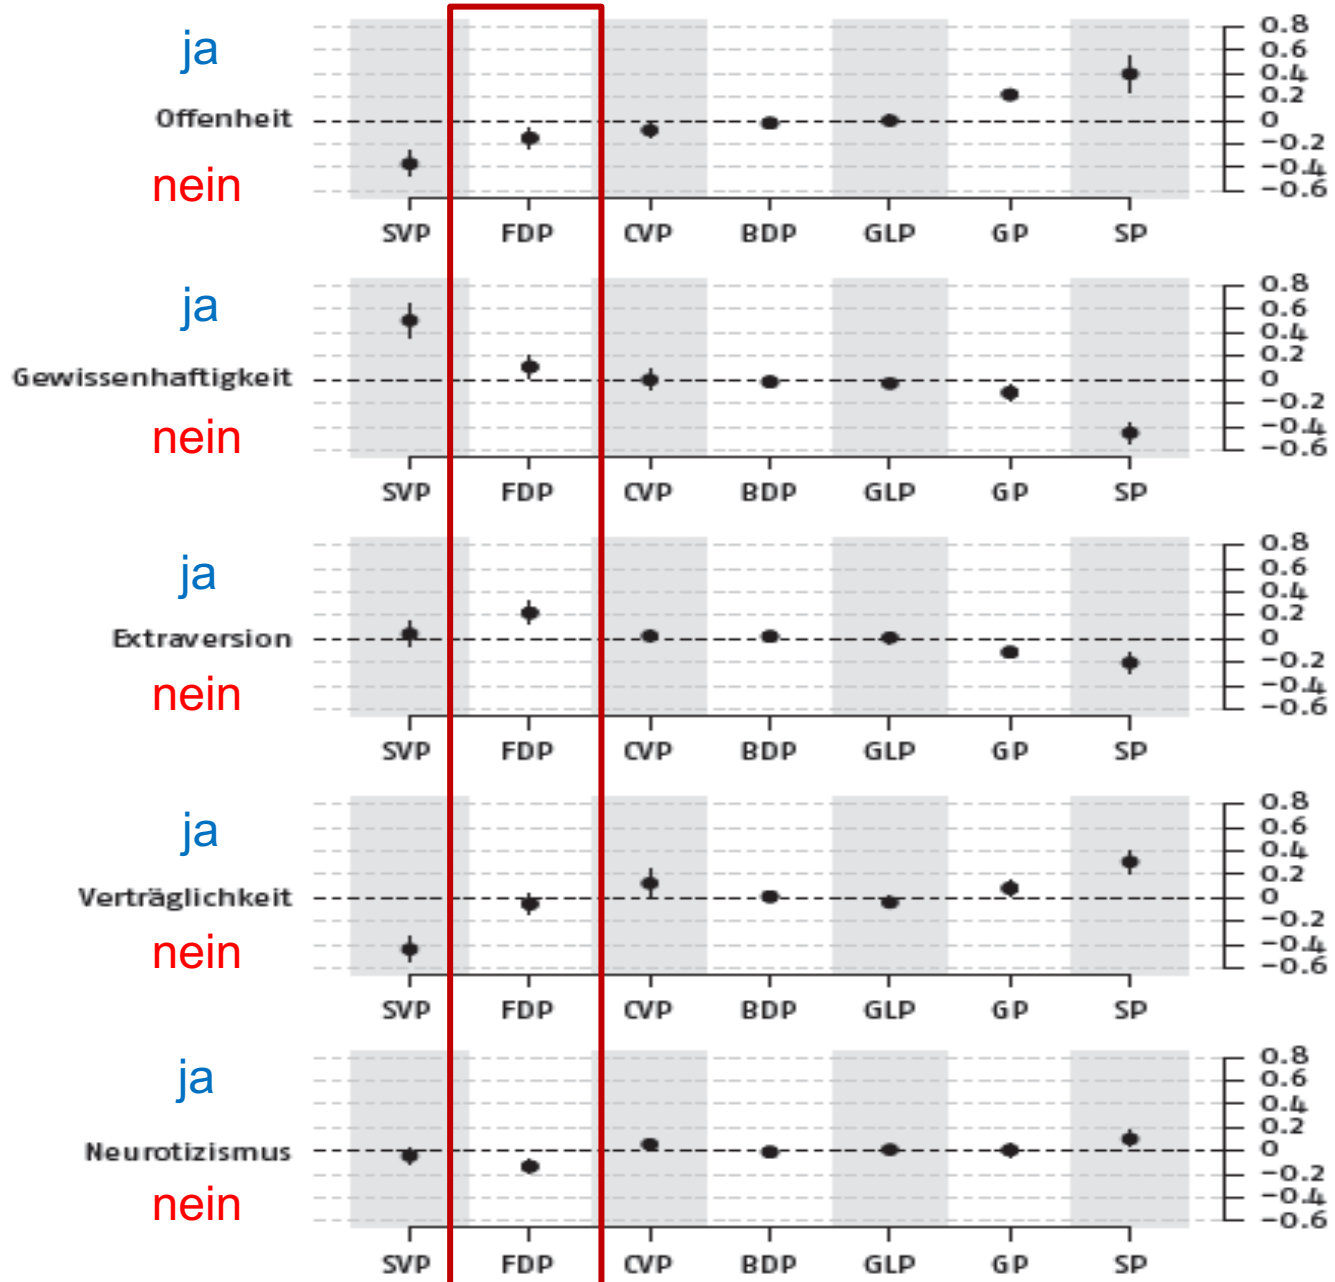 ja
Offenheit
nein
0.8
0.6
0.4
0.2
0
−0.2
−0.4
−0.6
SVP FDP CVP BDP GLP GP SP
ja
Gewissenhaftigkeit
nein
0.8
0.6
0.4
0.2
0
−0.2
−0.4
−0.6
SVP FDP CVP BDP GLP GP SP
ja
Extraversion
nein
0.8
0.6
0.4
0.2
0
−0.2
−0.4
−0.6
SVP FDP CVP BDP GLP GP SP
ja
Verträglichkeit
nein
0.8
0.6
0.4
0.2
0
−0.2
−0.4
−0.6
SVP FDP CVP BDP GLP GP SP
ja
Neurotizismus
nein
0.8
0.6
0.4
0.2
0
−0.2
−0.4
−0.6
SVP FDP CVP BDP GLP GP SP